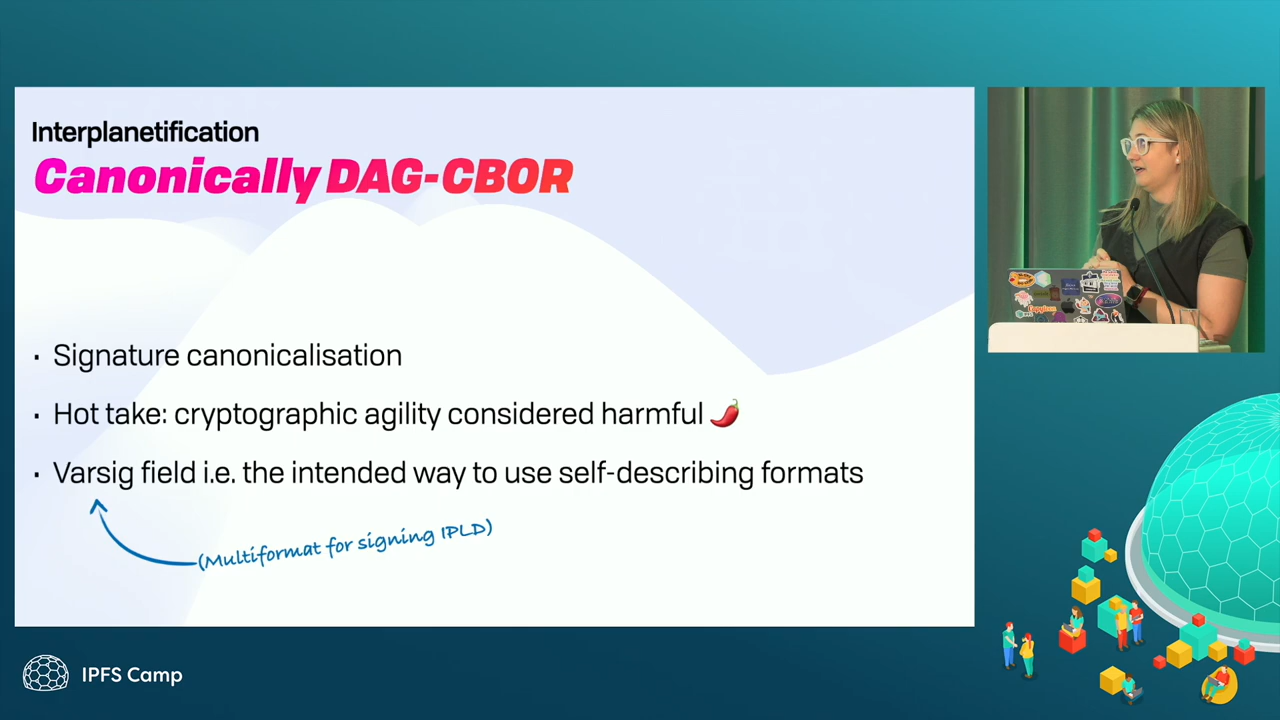 Interplanetification
Canonically DAG-CBOR
· Signature canonicalisation
· Hot take: cryptographic agility considered harmful 🌶️
· Varsig field i.e. the intended way to use self-describing formats
(Multiformat for signing IPLD)
IPFS Camp